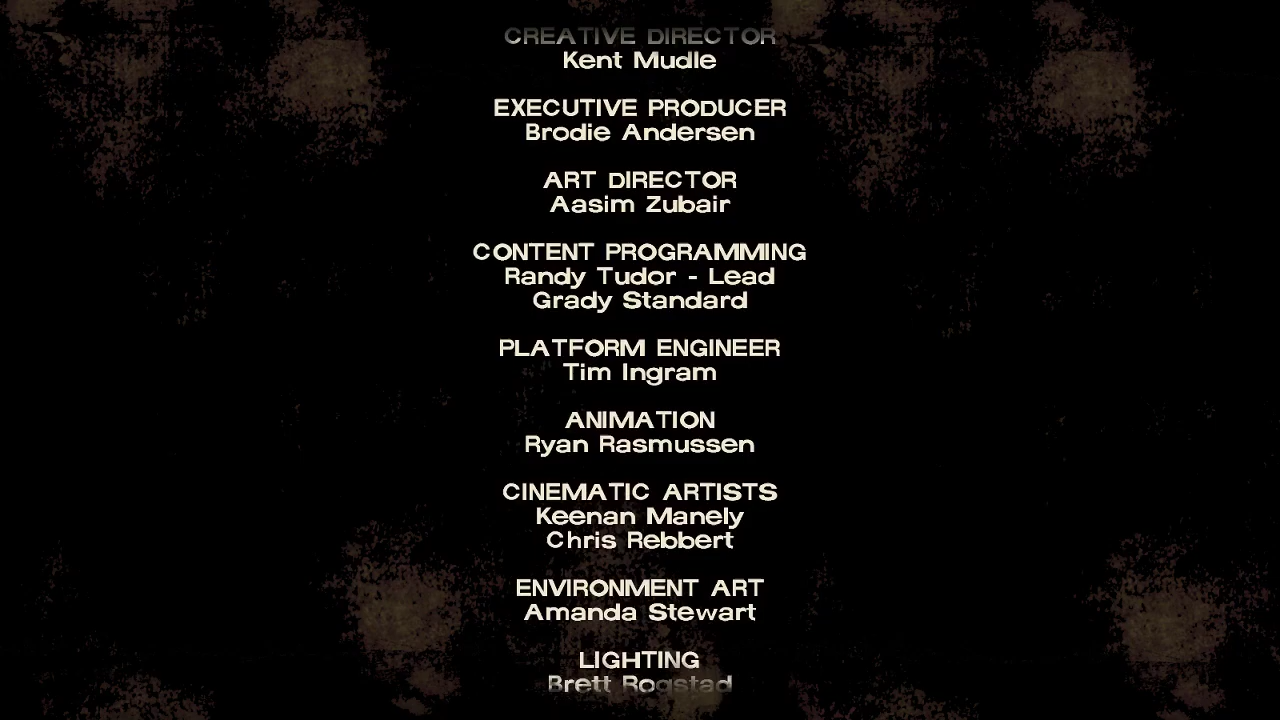 CREATIVE DIRECTOR
Kent Mudle
EXECUTIVE PRODUCER
Brodie Andersen
ART DIRECTOR
Aasim Zubair
CONTENT PROGRAMMING
Randy Tudor - Lead
Grady Standard
PLATFORM ENGINEER
Tim Ingram
ANIMATION
Ryan Rasmussen
CINEMATIC ARTISTS
Keenan Manely
Chris Rebbert
ENVIRONMENT ART
Amanda Stewart
LIGHTING
Brett Rogstad